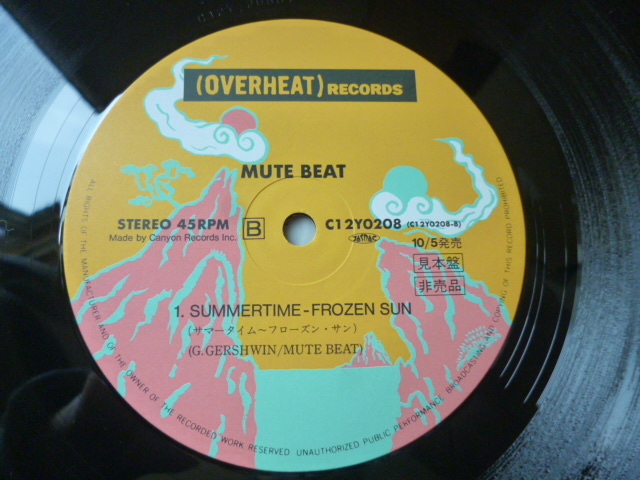 (OVERHEAT) RECORDS
MUTE BEAT
STEREO 45RPM
Made by Canyon Records Inc.
B
C12Y0208 (C12Y0208-B)
JASRAC
10/5発売
見本盤
非売品
1. SUMMERTIME-FROZEN SUN
(サマータイム〜フローズン・サン)
(G.GERSHWIN/MUTE BEAT)
ALL RIGHTS OF THE MANUFACTURER AND OF THE OWNER OF THE RECORDED WORK RESERVED UNAUTHORIZED PUBLIC PERFORMANCE BROADCASTING AND COPYING OF THIS RECORD PROHIBITED